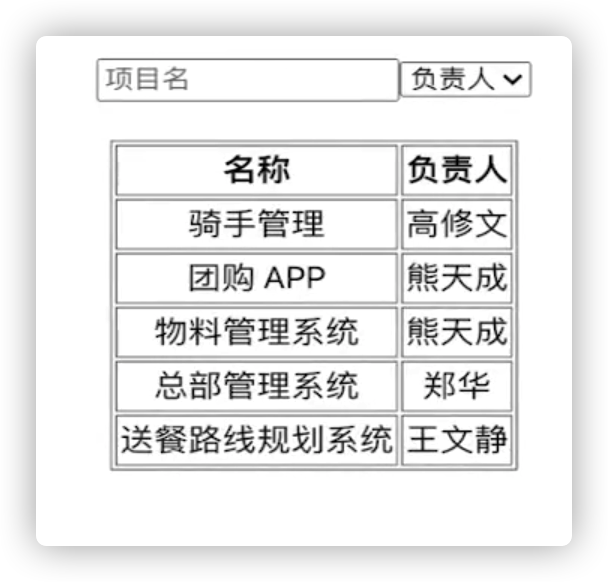 项目名 负责人
名称 负责人
骑手管理 高修文
团购 APP 熊天成
物料管理系统 熊天成
总部管理系统 郑华
送餐路线规划系统 王文静